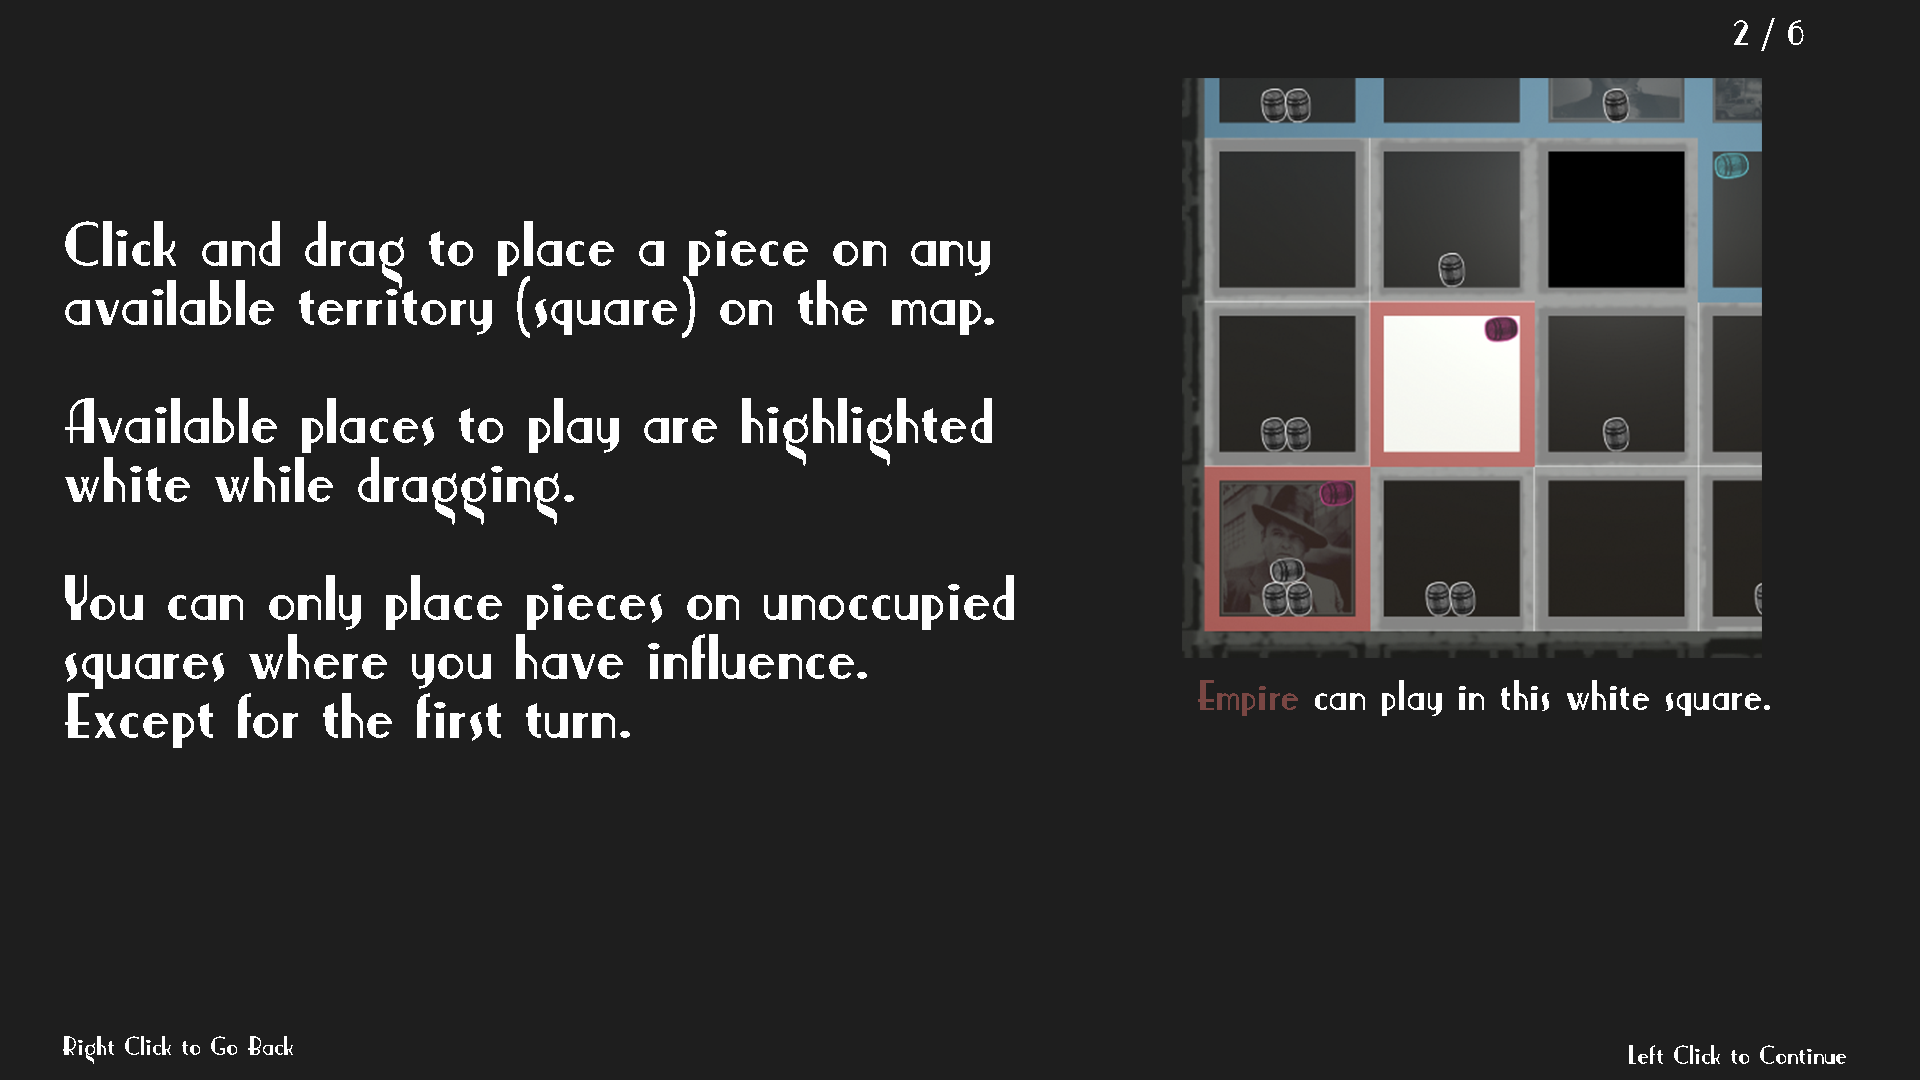 2 / 6
Click and drag to place a piece on any
available territory (square) on the map.
Available places to play are highlighted
white while dragging.
You can only place pieces on unoccupied
squares where you have influence.
Except for the first turn.
Empire can play in this white square.
Right Click to Go Back
Left Click to Continue